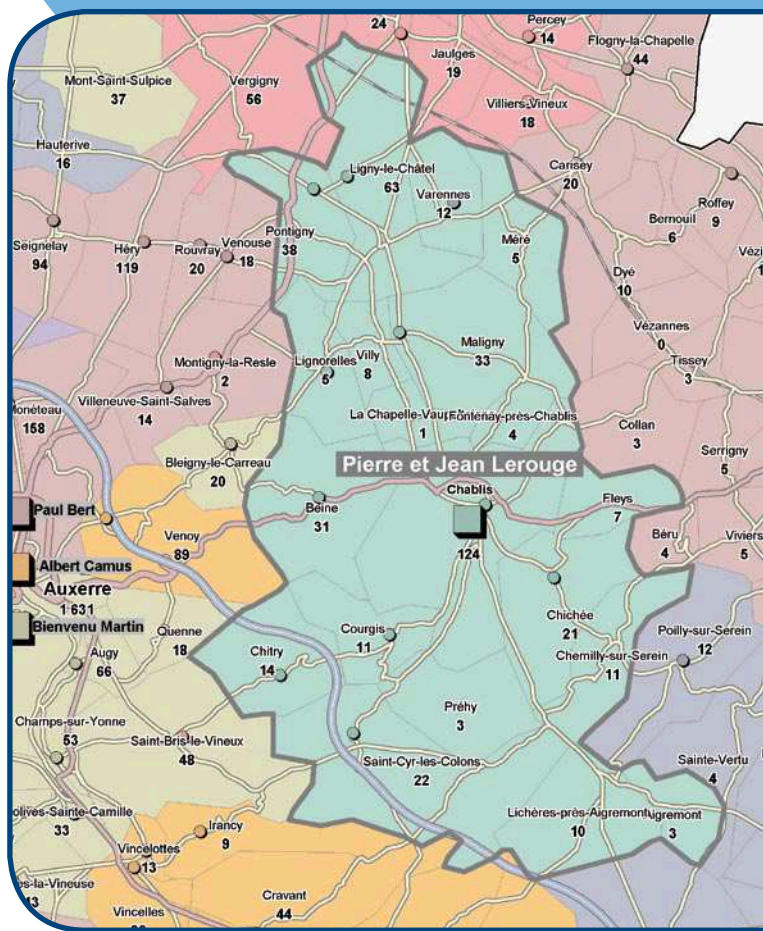 24
Percey
14
Flogny-la-Chapelle
44
Jaulges
19
Mont-Saint-Sulpice
37
Vergigny
56
Villiers-Vineux
18
Hauterive
16
Ligny-le-Châtel
63
Carisey
20
Varennes
12
Roffey
9
Bernouil
6
Seignelay
94
Héry
119
Rouvray
20
Venouse
18
Pontigny
38
Méré
5
Dyé
10
Vézannes
0
Tissey
3
Maligny
33
Lignorelles
5
Villy
8
Montigny-la-Resle
2
Villeneuve-Saint-Salves
14
158
La Chapelle-Vaup
1
Fontenay-près-Chablis
4
Collan
3
Serrigny
5
Bleigny-le-Carreau
20
Pierre et Jean Lerouge
Chablis
124
Fleys
7
Beine
31
Paul Bert
Venoy
89
Béru
4
Viviers
5
Albert Camus
Auxerre
1 631
Bienvenu Martin
Augy
66
Quenne
18
Chitry
14
Courgis
11
Chichée
21
Poilly-sur-Serein
12
Chemilly-sur-Serein
11
Champs-sur-Yonne
53
Saint-Bris-le-Vineux
48
Préhy
3
Saint-Cyr-les-Colons
22
Sainte-Vertu
4
33
Irancy
9
Vincelottes
13
Lichères-près-Aigremont
10
igremont
3
Cravant
44
Vincelles